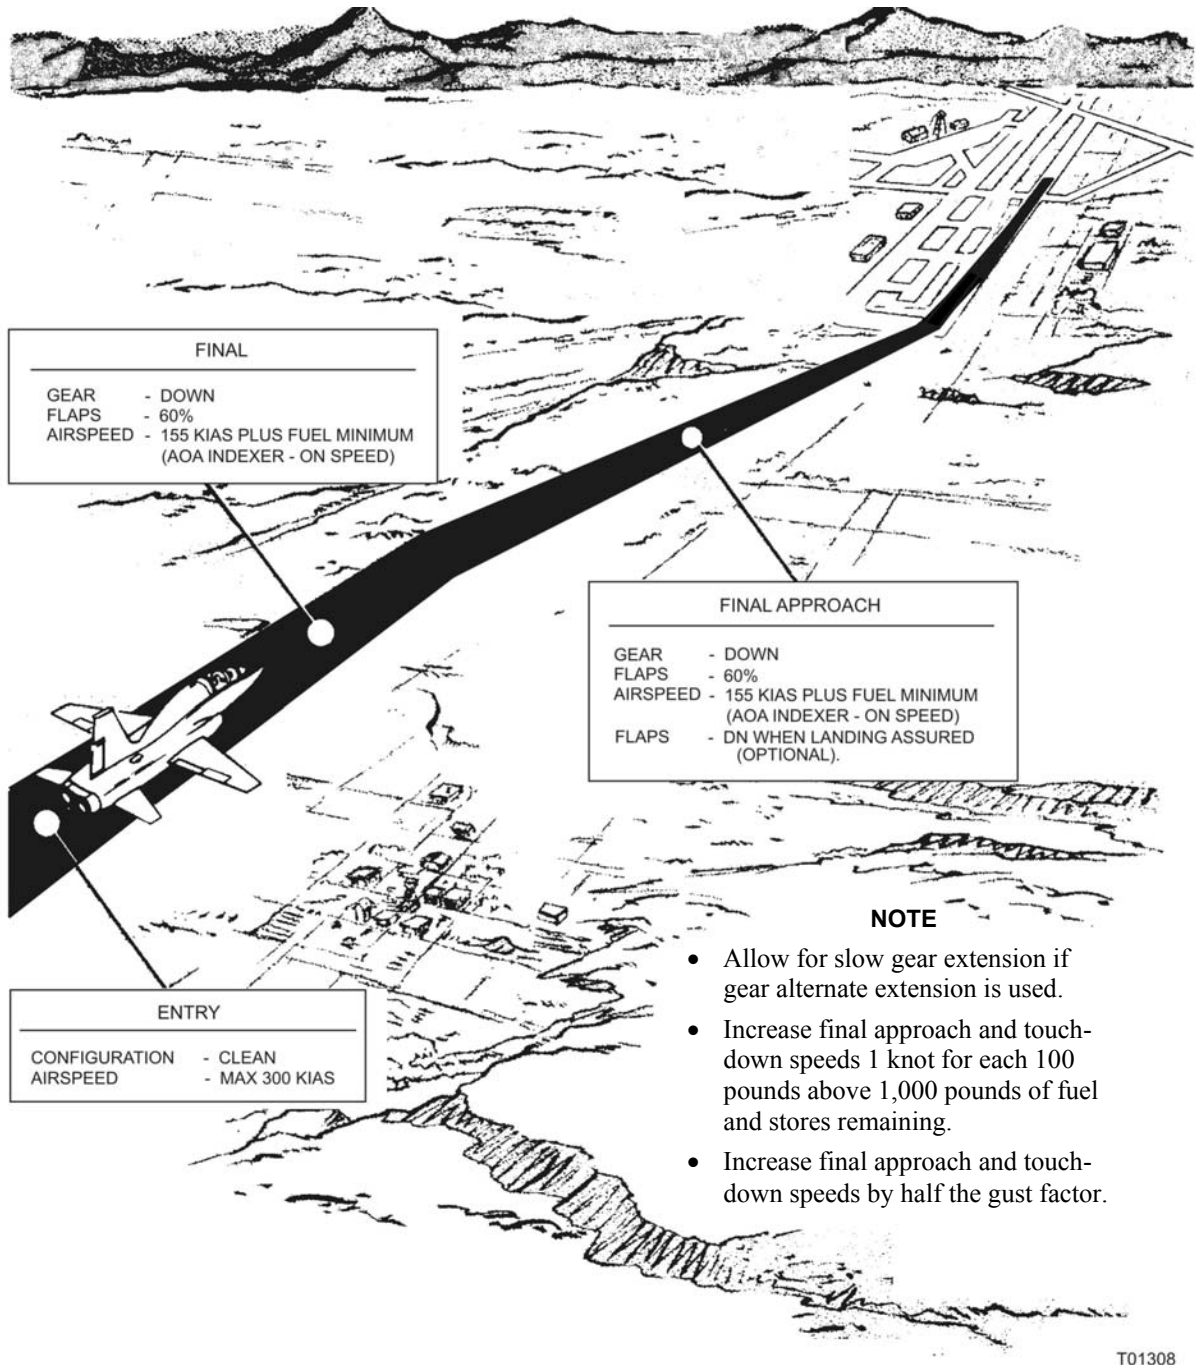 FINAL
GEAR - DOWN
FLAPS - 60%
AIRSPEED - 155 KIAS PLUS FUEL MINIMUM
(AOA INDEXER - ON SPEED)
FINAL APPROACH
GEAR - DOWN
FLAPS - 60%
AIRSPEED - 155 KIAS PLUS FUEL MINIMUM
(AOA INDEXER - ON SPEED)
FLAPS - DN WHEN LANDING ASSURED
(OPTIONAL).
ENTRY
CONFIGURATION - CLEAN
AIRSPEED - MAX 300 KIAS
NOTE
• Allow for slow gear extension if
gear alternate extension is used.
• Increase final approach and touch-
down speeds 1 knot for each 100
pounds above 1,000 pounds of fuel
and stores remaining.
• Increase final approach and touch-
down speeds by half the gust factor.
T01308